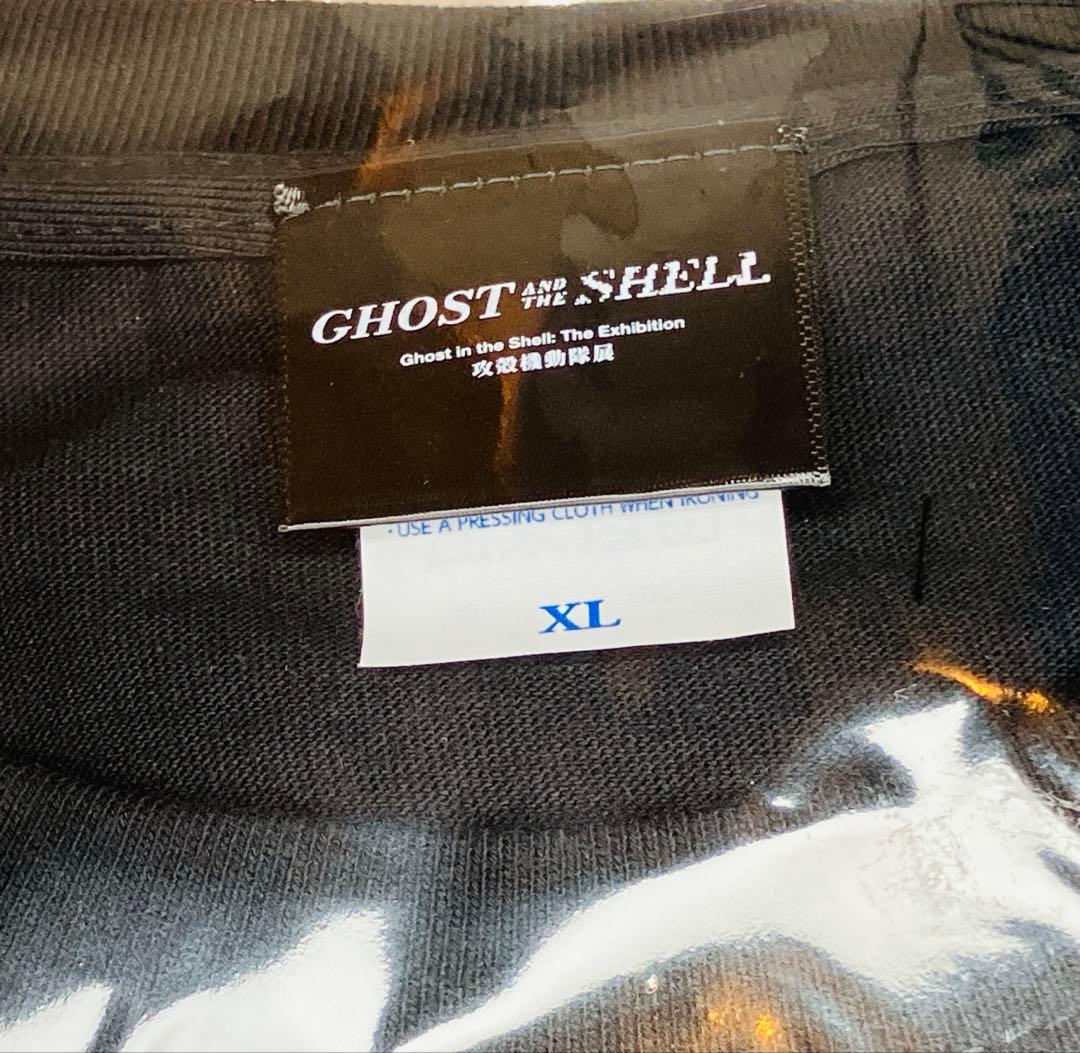 GHOST AND THE SHELL
Ghost in the Shell: The Exhibition
攻殻機動隊展
・USE A PRESSING CLOTH WHEN IRONING
XL